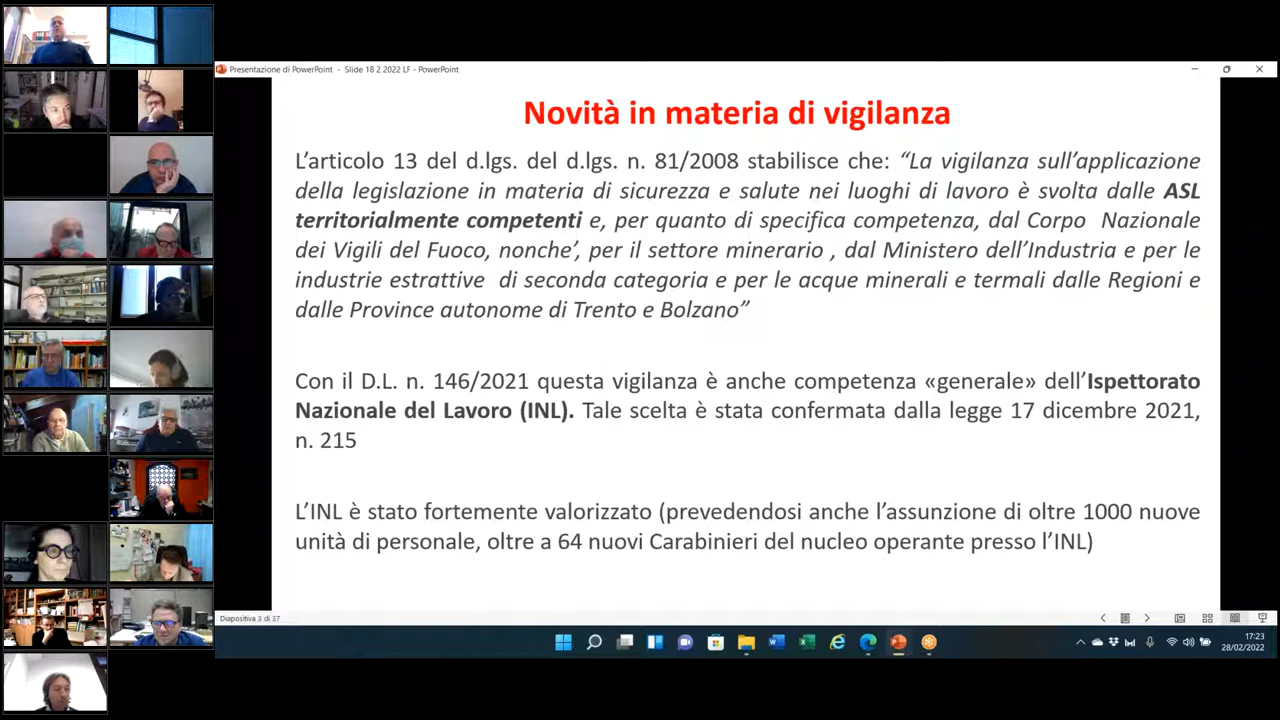 Presentazione di PowerPoint - Slide 18 2 2022 LF - PowerPoint
Novità in materia di vigilanza
L’articolo 13 del d.lgs. del d.lgs. n. 81/2008 stabilisce che: “La vigilanza sull’applicazione
della legislazione in materia di sicurezza e salute nei luoghi di lavoro è svolta dalle ASL
territorialmente competenti e, per quanto di specifica competenza, dal Corpo Nazionale
dei Vigili del Fuoco, nonche’, per il settore minerario , dal Ministero dell’Industria e per le
industrie estrattive di seconda categoria e per le acque minerali e termali dalle Regioni e
dalle Province autonome di Trento e Bolzano”
Con il D.L. n. 146/2021 questa vigilanza è anche competenza «generale» dell’Ispettorato
Nazionale del Lavoro (INL). Tale scelta è stata confermata dalla legge 17 dicembre 2021,
n. 215
L’INL è stato fortemente valorizzato (prevedendosi anche l’assunzione di oltre 1000 nuove
unità di personale, oltre a 64 nuovi Carabinieri del nucleo operante presso l’INL)
Diapositiva 3 di 37
17:23
28/02/2022